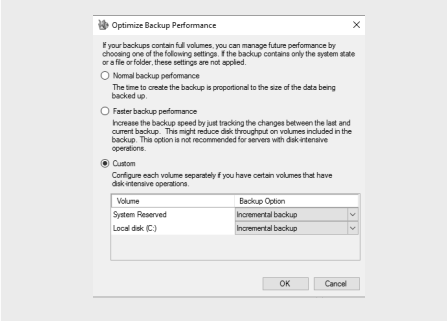 Optimize Backup Performance
If your backups contain full volumes, you can manage future performance by
choosing one of the following settings. If the backup contains only the system state
or a file or folder, these settings are not applied.
Normal backup performance
The time to create the backup is proportional to the size of the data being
backed up.
Faster backup performance
Increase the backup speed by just tracking the changes between the last and
current backup. This might reduce disk throughput on volumes included in the
backup. This option is not recommended for servers with disk-intensive
operations.
Custom
Configure each volume separately if you have certain volumes that have
disk-intensive operations.
Volume Backup Option
System Reserved Incremental backup
Local disk (C:) Incremental backup
OK Cancel